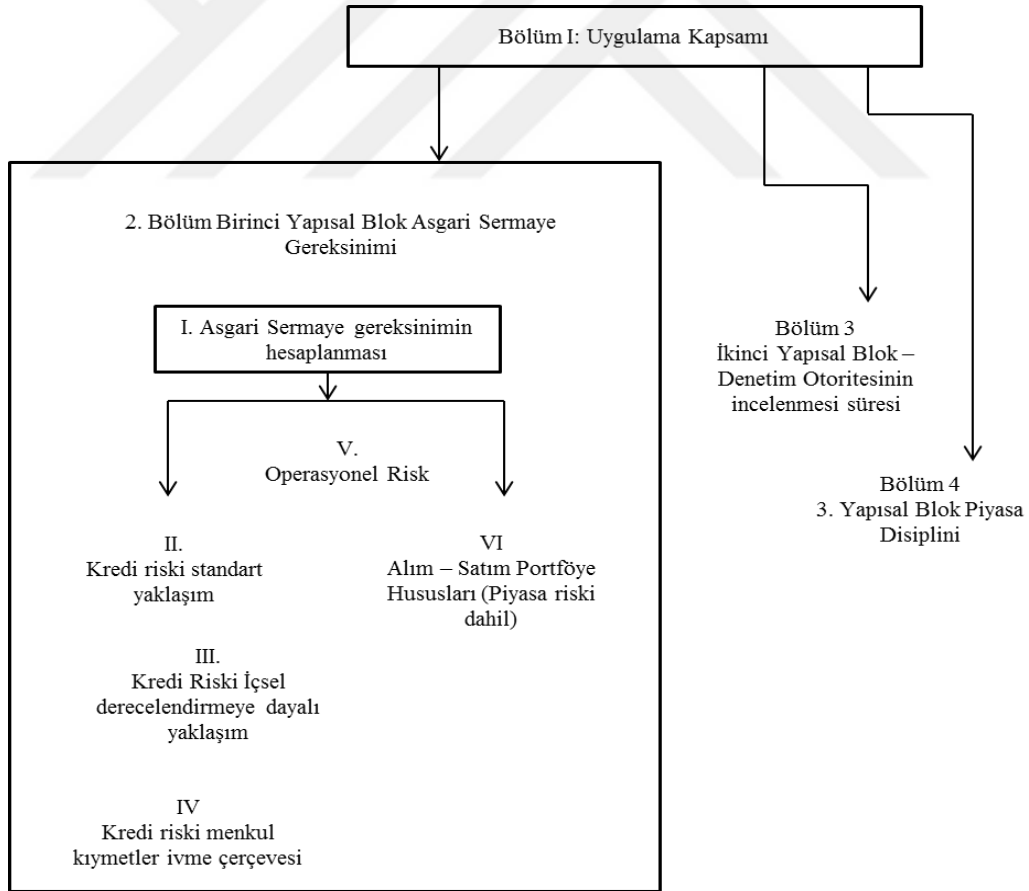 Bölüm I: Uygulama Kapsamı
2. Bölüm Birinci Yapısal Blok Asgari Sermaye
Gereksinimi
I. Asgari Sermaye gereksinimin
hesaplanması
V.
Operasyonel Risk
II.
Kredi riski standart
yaklaşım
VI
Alım – Satım Portföye
Hususları (Piyasa riski
dahil)
III.
Kredi Riski İçsel
derecelendirmeye dayalı
yaklaşım
IV
Kredi riski menkul
kıymetler ivme çerçevesi
Bölüm 3
İkinci Yapısal Blok –
Denetim Otoritesinin
incelenmesi süresi
Bölüm 4
3. Yapısal Blok Piyasa
Disiplini